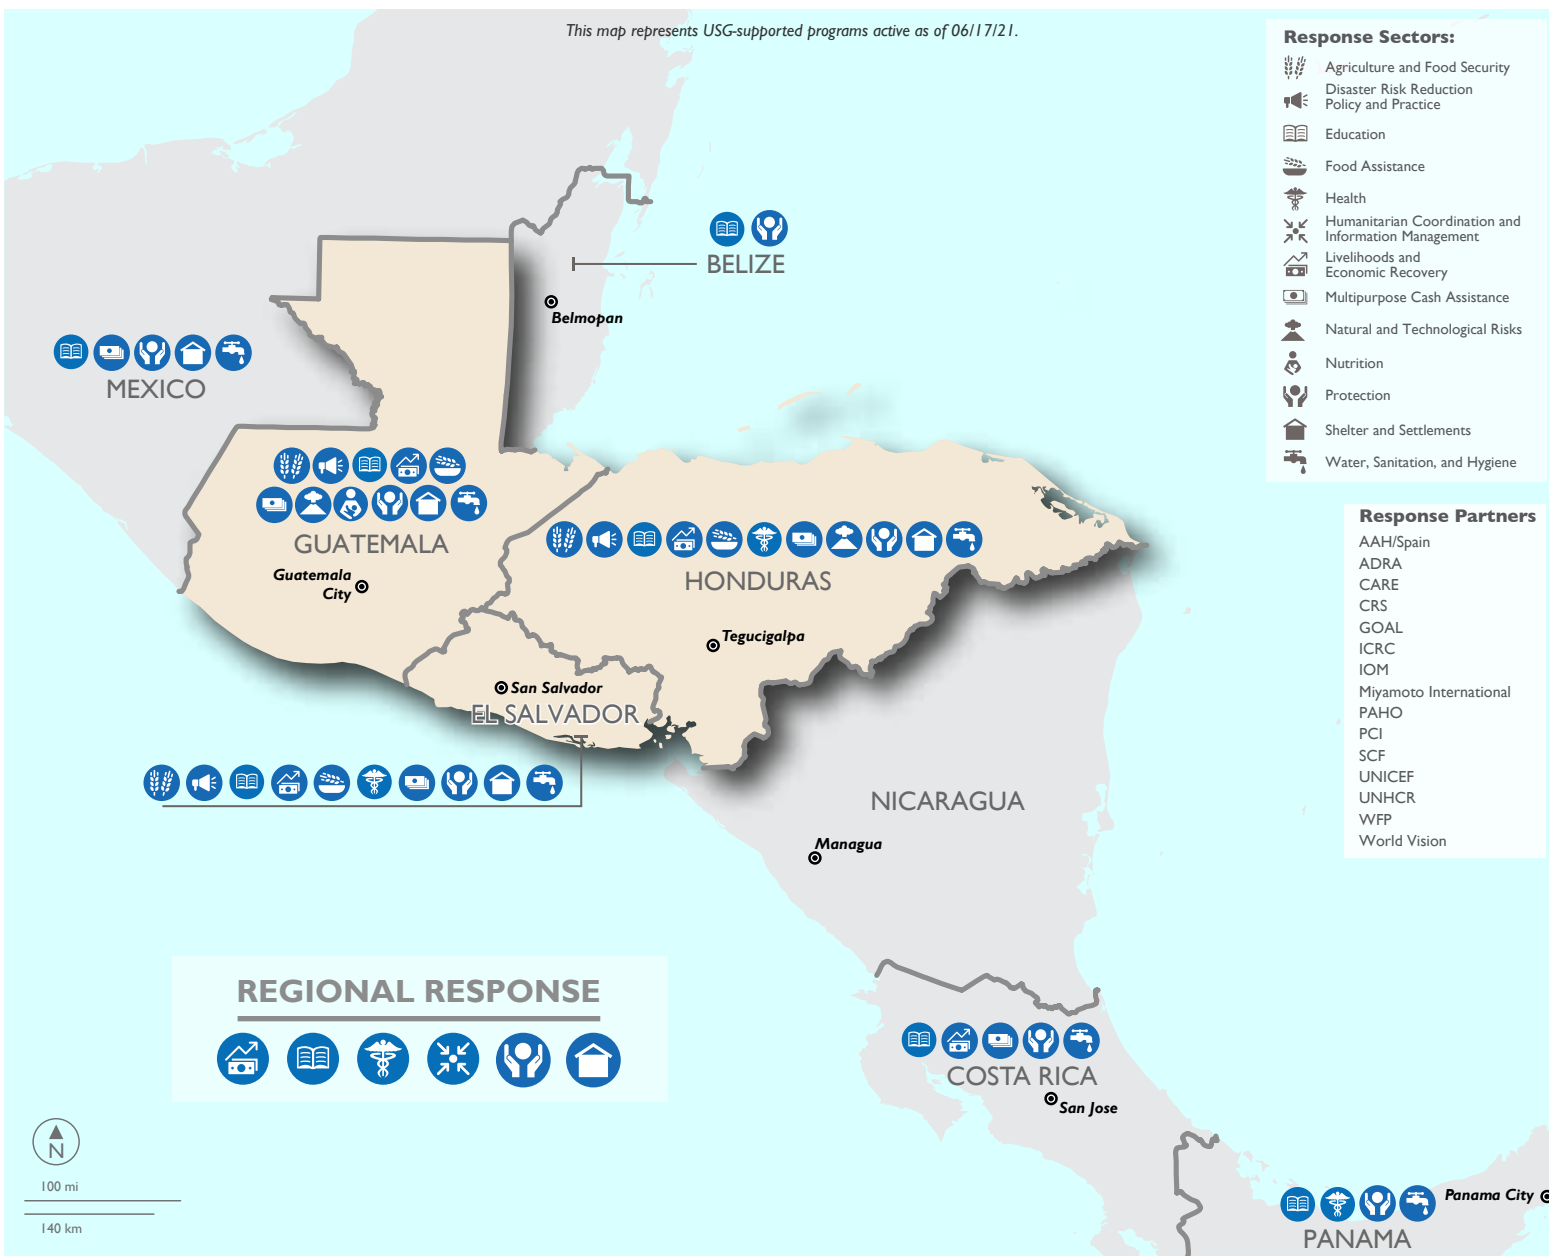 This map represents USG-supported programs active as of 06/17/21.
Response Sectors:
Agriculture and Food Security
Disaster Risk Reduction
Policy and Practice
Education
Food Assistance
Health
Humanitarian Coordination and
Information Management
Livelihoods and
Economic Recovery
Multipurpose Cash Assistance
Natural and Technological Risks
Nutrition
Protection
Shelter and Settlements
Water, Sanitation, and Hygiene
Response Partners
AAH/Spain
ADRA
CARE
CRS
GOAL
ICRC
IOM
Miyamoto International
PAHO
PCI
SCF
UNICEF
UNHCR
WFP
World Vision
BELIZE
Belmopan
MEXICO
GUATEMALA
Guatemala
City
HONDURAS
Tegucigalpa
San Salvador
EL SALVADOR
NICARAGUA
Managua
REGIONAL RESPONSE
COSTA RICA
San Jose
Panama City
PANAMA
N
100 mi
140 km